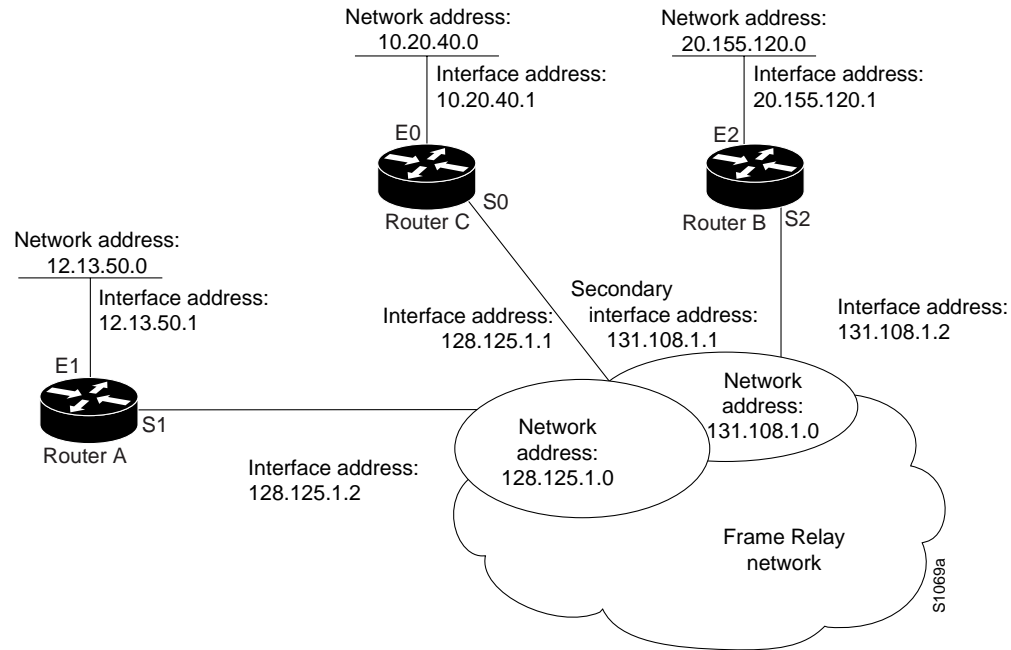 Network address:
10.20.40.0
Interface address:
10.20.40.1
E0
Router C
S0
Network address:
20.155.120.0
Interface address:
20.155.120.1
E2
Router B
S2
Network address:
12.13.50.0
Interface address:
12.13.50.1
E1
Router A
S1
Interface address:
128.125.1.1
Secondary
interface address:
131.108.1.1
Interface address:
131.108.1.2
Interface address:
128.125.1.2
Network
address:
128.125.1.0
Network
address:
131.108.1.0
Frame Relay
network
S1069a